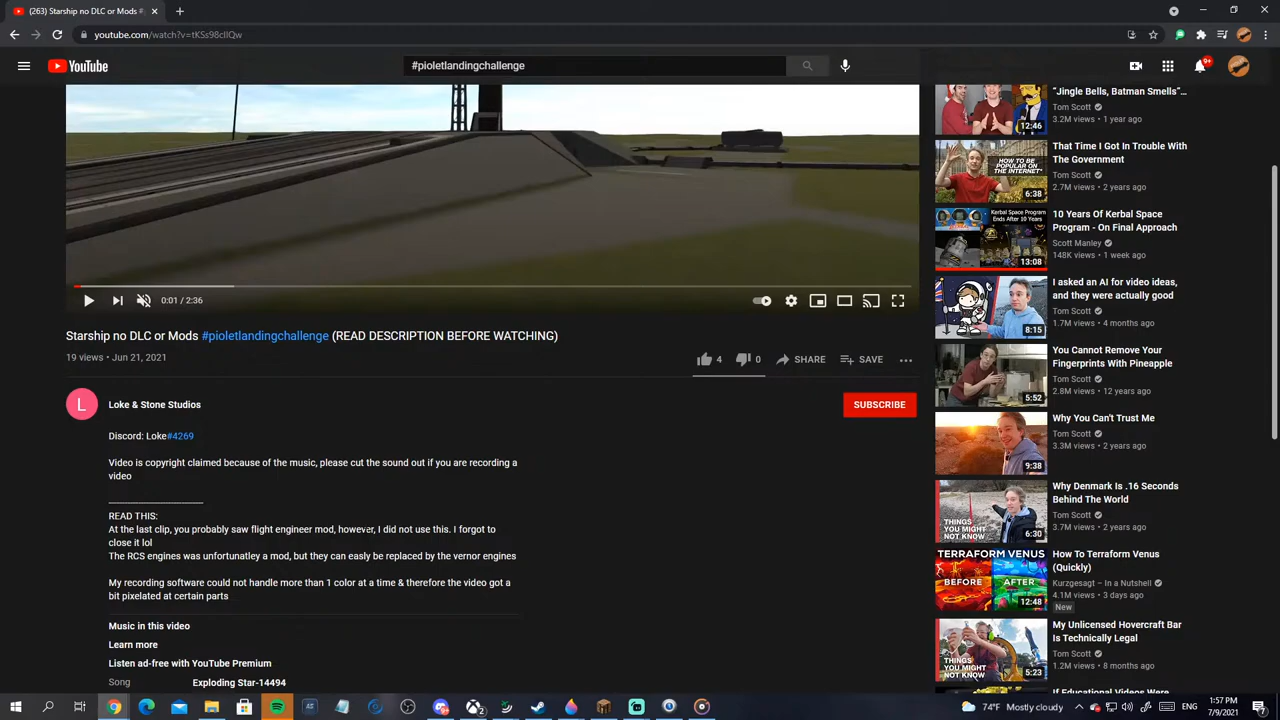 (263) Starship no DLC or Mods #
youtube.com/watch?v=tKSs98clIQw
YouTube
#pioletlandingchallenge
9+
0:01 / 2:36
Starship no DLC or Mods #pioletlandingchallenge (READ DESCRIPTION BEFORE WATCHING)
19 views • Jun 21, 2021
4
0
SHARE
SAVE
L
Loke & Stone Studios
SUBSCRIBE
Discord: Loke#4269
Video is copyright claimed because of the music, please cut the sound out if you are recording a
video
READ THIS:
At the last clip, you probably saw flight engineer mod, however, I did not use this. I forgot to
close it lol
The RCS engines was unfortunatley a mod, but they can easly be replaced by the vernor engines
My recording software could not handle more than 1 color at a time & therefore the video got a
bit pixelated at certain parts
Music in this video
Learn more
Listen ad-free with YouTube Premium
Song
Exploding Star-14494
12:46
"Jingle Bells, Batman Smells"...
Tom Scott
3.2M views • 1 year ago
HOW TO BE
POPULAR ON
THE INTERNET*
6:38
That Time I Got In Trouble With
The Government
Tom Scott
2.7M views • 2 years ago
Kerbal Space Program
Ends After 10 Years
13:08
10 Years Of Kerbal Space
Program - On Final Approach
Scott Manley
148K views • 1 week ago
8:15
I asked an AI for video ideas,
and they were actually good
Tom Scott
1.7M views • 4 months ago
5:52
You Cannot Remove Your
Fingerprints With Pineapple
Tom Scott
2.8M views • 12 years ago
9:38
Why You Can't Trust Me
Tom Scott
3.3M views • 2 years ago
THINGS
YOU MIGHT
NOT KNOW
6:30
Why Denmark Is .16 Seconds
Behind The World
Tom Scott
3.7M views • 2 years ago
TERRAFORM VENUS
BEFORE
AFTER
12:48
How To Terraform Venus
(Quickly)
Kurzgesagt – In a Nutshell
4.1M views • 3 days ago
New
THINGS
YOU MIGHT
NOT KNOW
5:23
My Unlicensed Hovercraft Bar
Is Technically Legal
Tom Scott
1.2M views • 8 months ago
If Educational Videos Were
74°F Mostly cloudy
ENG
1:57 PM
7/9/2021